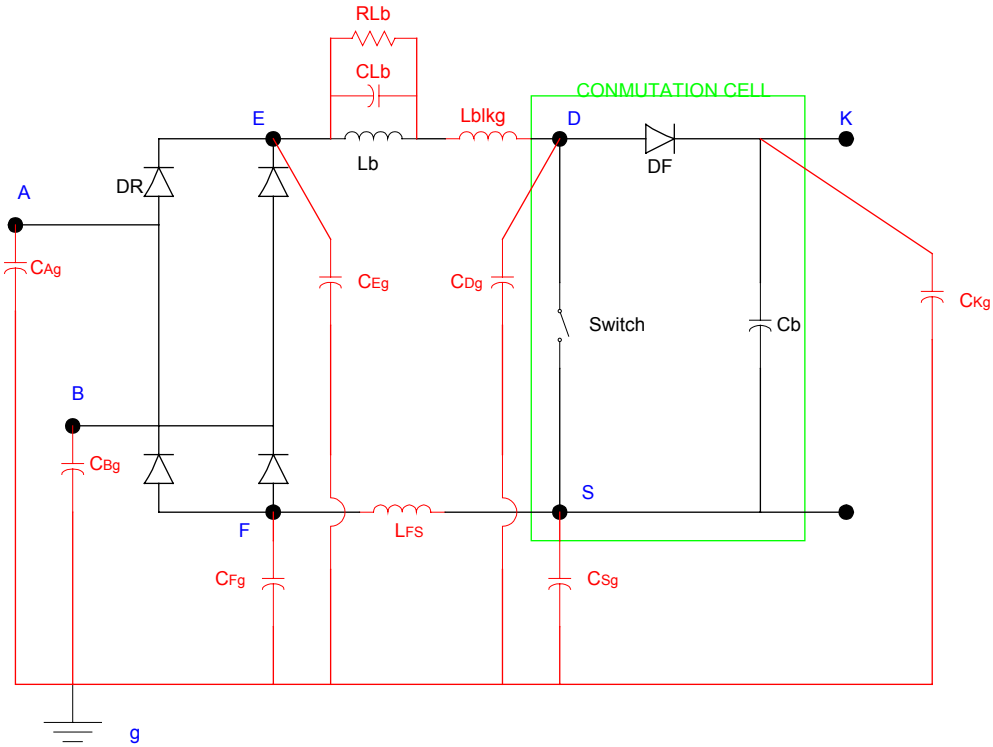 RLb
CLb
CONMUTATION CELL
Lblkg
E
D
K
Lb
DF
DR
A
CAg
CEg
CDg
CKg
Switch
Cb
B
CBg
S
F
LFS
CFg
CSg
g